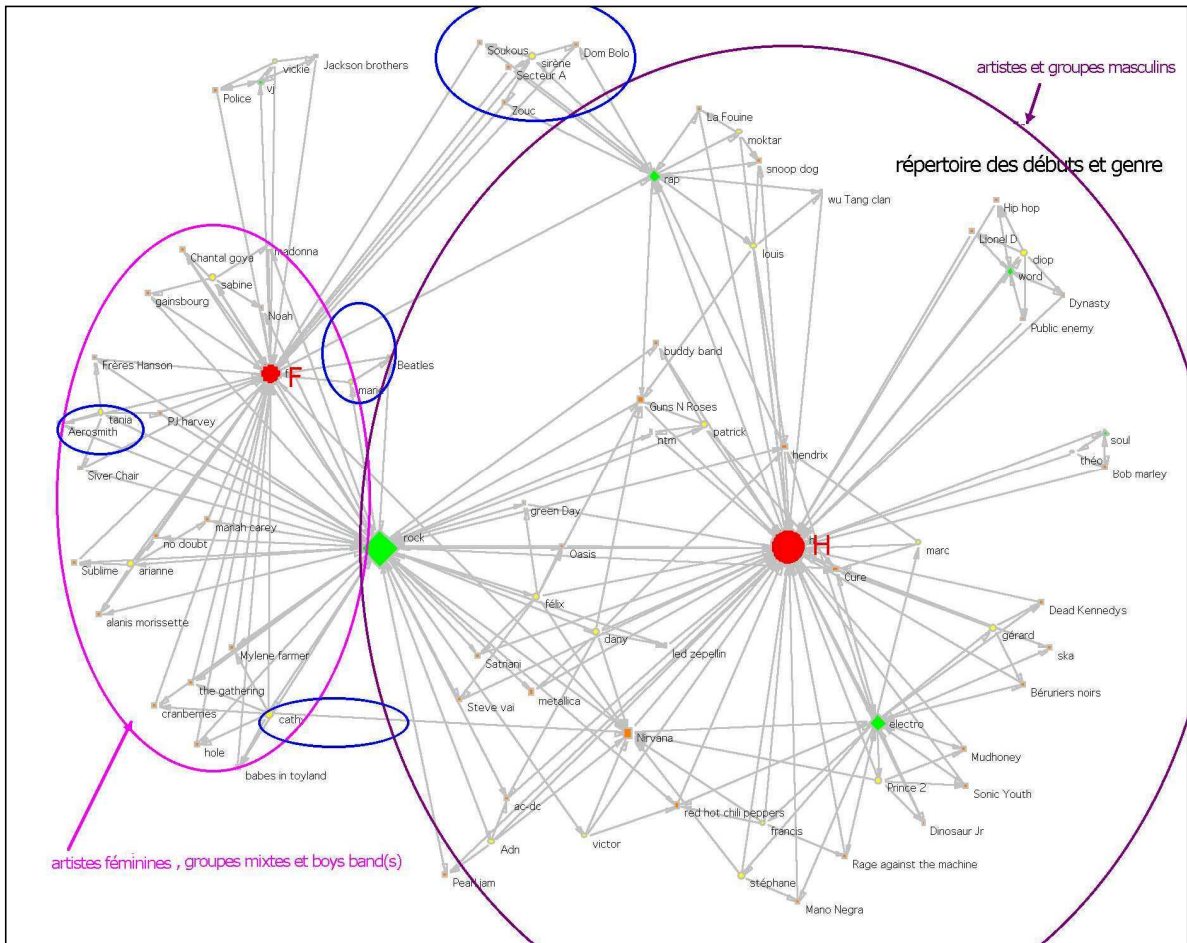 Soukous
sirène
Dom Bolo
Secteur A
Zouc
vickie
Jackson brothers
vj
Police
artistes et groupes masculins
La Fouine
moktar
snoop dog
rap
wu Tang clan
répertoire des débuts et genre
Hip hop
Lionel D
diop
word
Dynasty
Public enemy
louis
madonna
Chantal goya
sabine
gainsbourg
Noah
buddy band
Frères Hanson
F
Beatles
marie
Guns N Roses
tania
PJ harvey
Aerosmith
patrick
ntm
hendrix
soul
théo
Bob marley
Siver Chair
green Day
mariah carey
rock
no doubt
Oasis
H
marc
Sublime
arianne
Cure
félix
Dead Kennedys
alanis morissette
dany
gérard
led zepellin
ska
Mylene farmer
Satriani
the gathering
metallica
Steve vai
Béruriers noirs
cranberries
cath
electro
Nirvana
hole
Mudhoney
babes in toyland
Prince 2
Sonic Youth
ac-dc
red hot chili peppers
francis
Dinosaur Jr
Adn
victor
artistes féminines , groupes mixtes et boys band(s)
Rage against the machine
Pearl jam
stéphane
Mano Negra